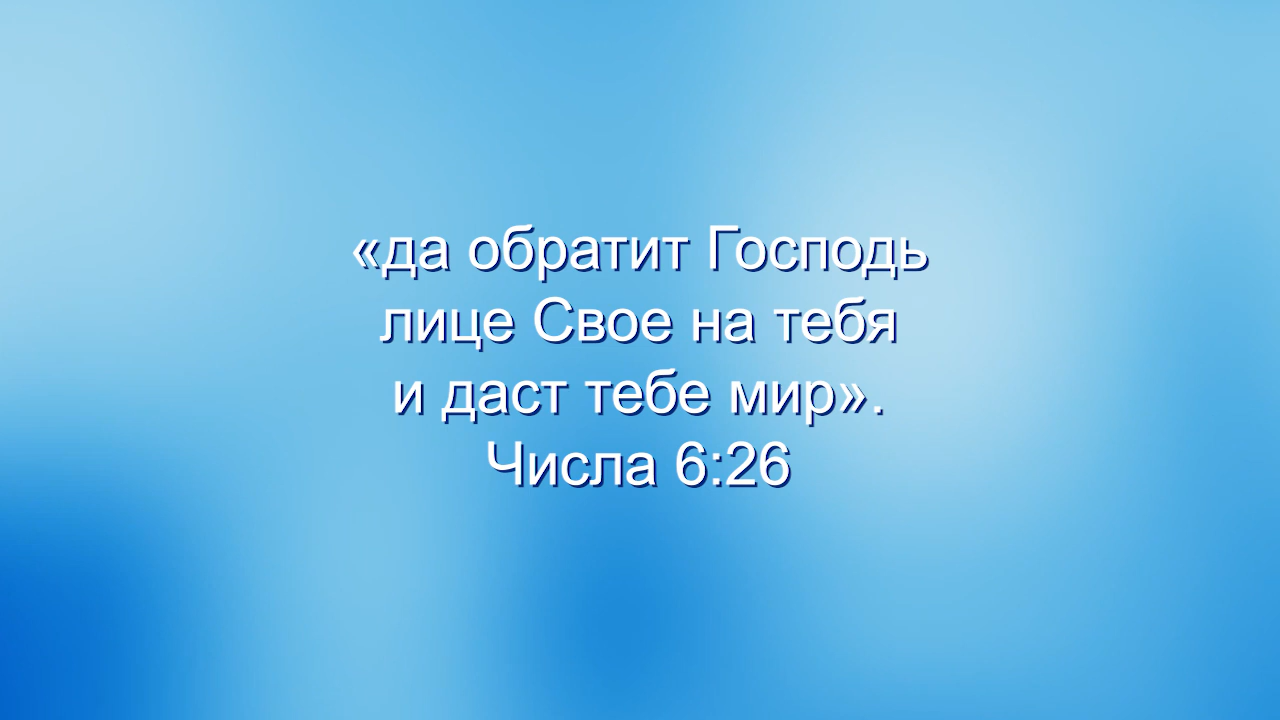 «да обратит Господь
лице Свое на тебя
и даст тебе мир».
Числа 6:26